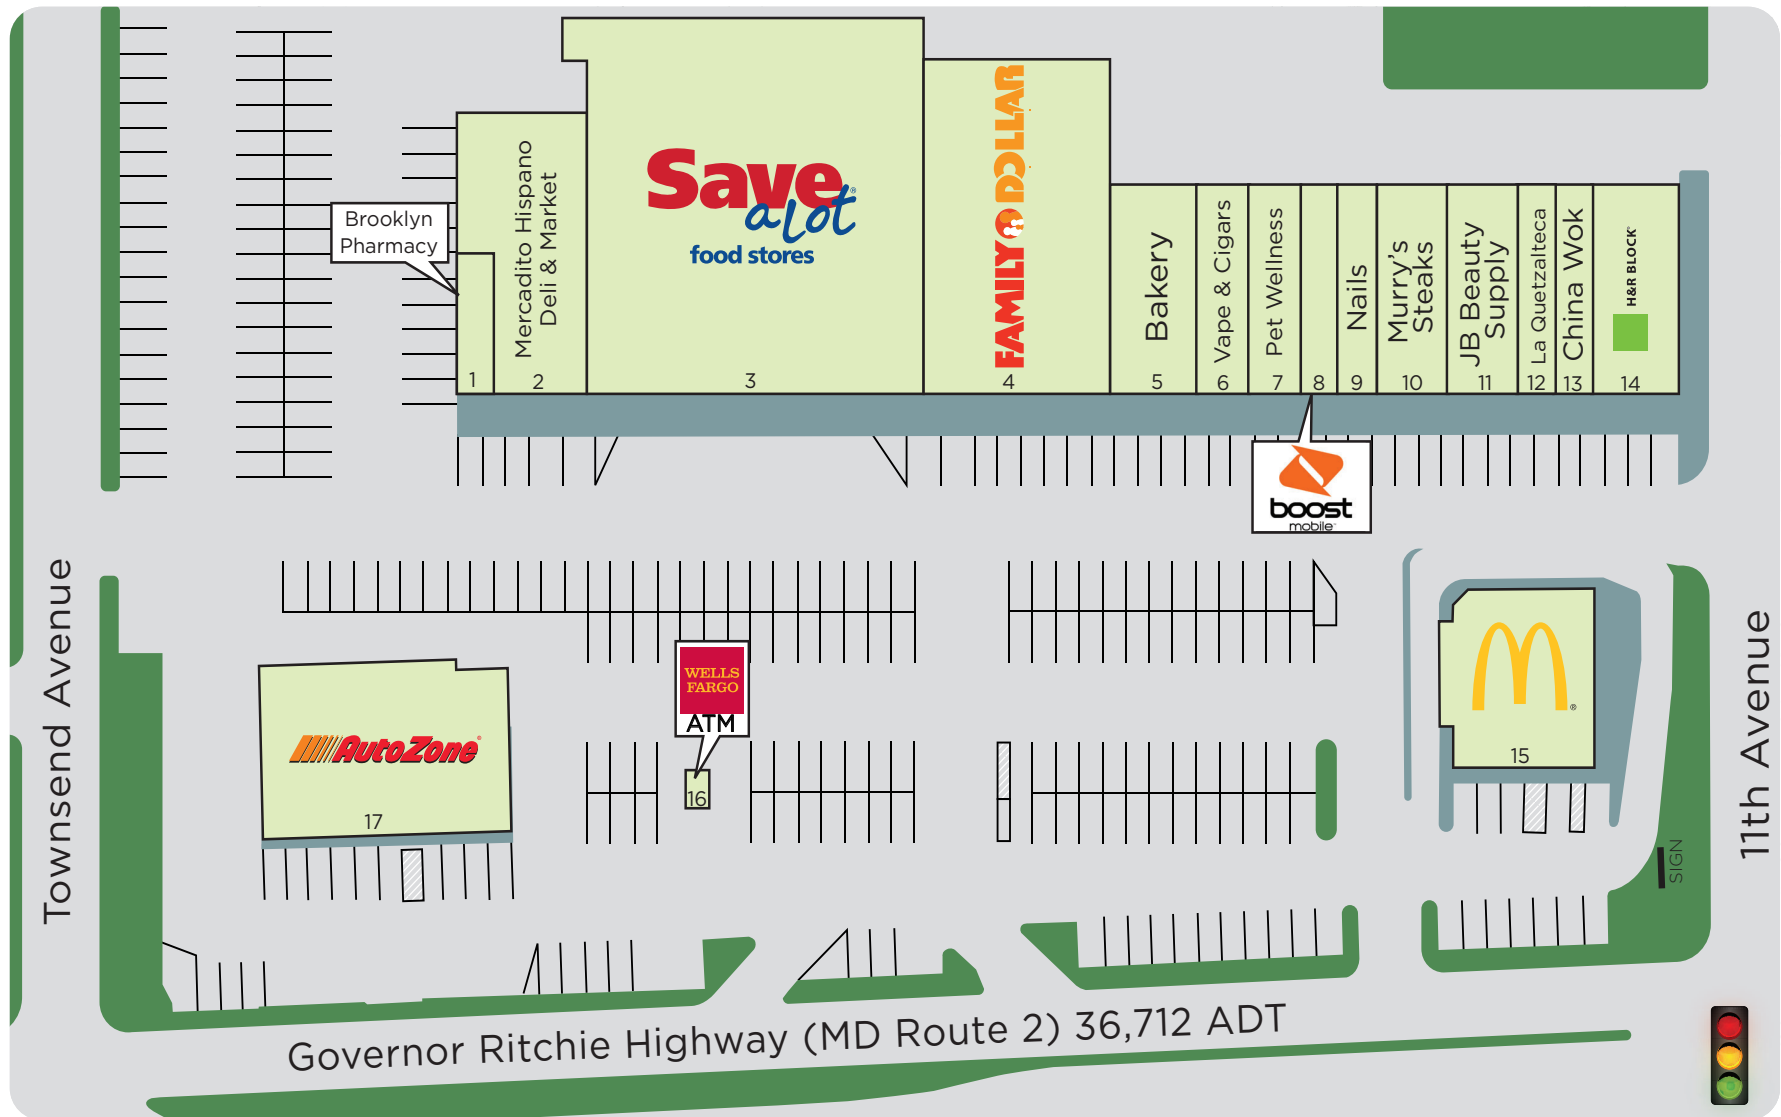 Brooklyn
Pharmacy
1
Mercadito Hispano
Deli & Market
2
Save
a Lot
®
food stores
3
FAMILY DOLLAR
4
Bakery
5
Vape & Cigars
6
Pet Wellness
7
8
Nails
9
Murry's
Steaks
10
JB Beauty
Supply
11
La Quetzalteca
12
China Wok
13
H&R BLOCK
14
boost
mobile
Townsend Avenue
AutoZone
17
WELLS
FARGO
ATM
16
M
®
15
SIGN
11th Avenue
Governor Ritchie Highway (MD Route 2) 36,712 ADT